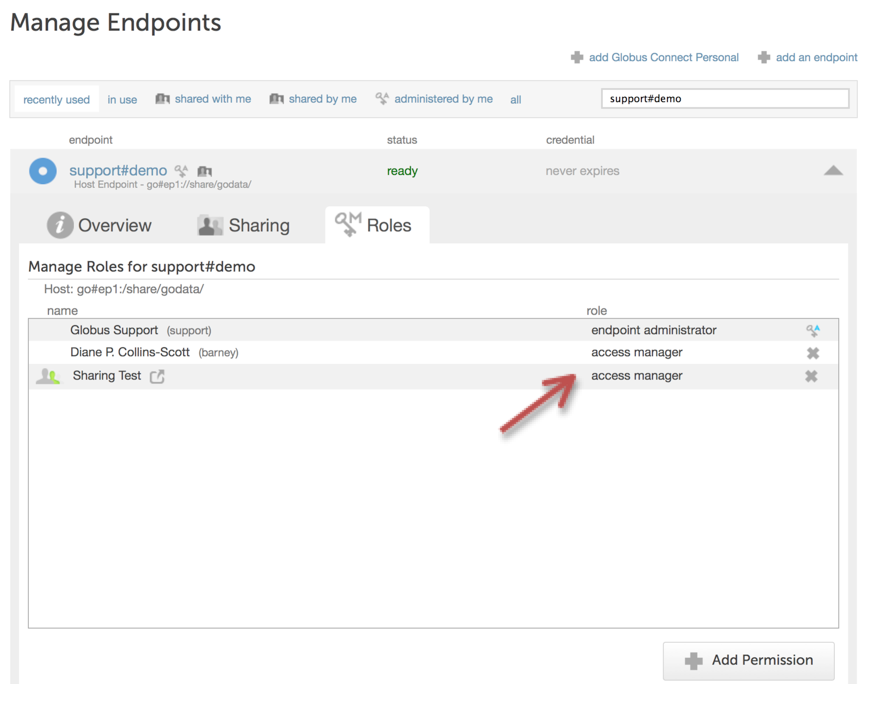 Manage Endpoints
add Globus Connect Personal add an endpoint
recently used in use shared with me shared by me administered by me all support#demo
endpoint status credential
support#demo ready never expires
Host Endpoint - go#ep1://share/godata/
Overview Sharing Roles
Manage Roles for support#demo
Host: go#ep1:/share/godata/
name role
Globus Support (support) endpoint administrator
Diane P. Collins-Scott (barney) access manager
Sharing Test access manager
Add Permission